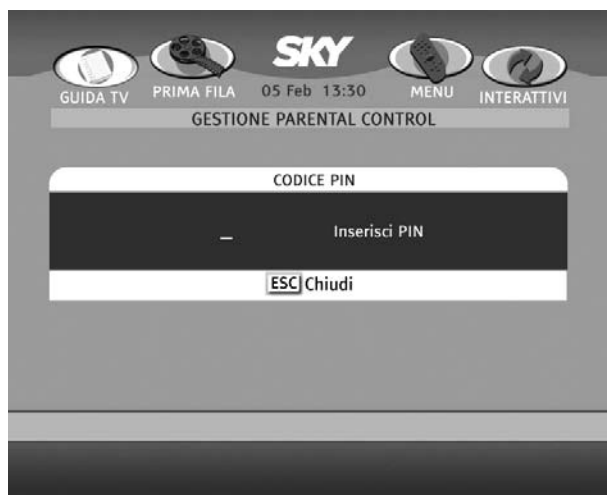 SKY
GUIDA TV PRIMA FILA 05 Feb 13:30 MENU INTERATTIVI
GESTIONE PARENTAL CONTROL
CODICE PIN
_ Inserisci PIN
ESC Chiudi